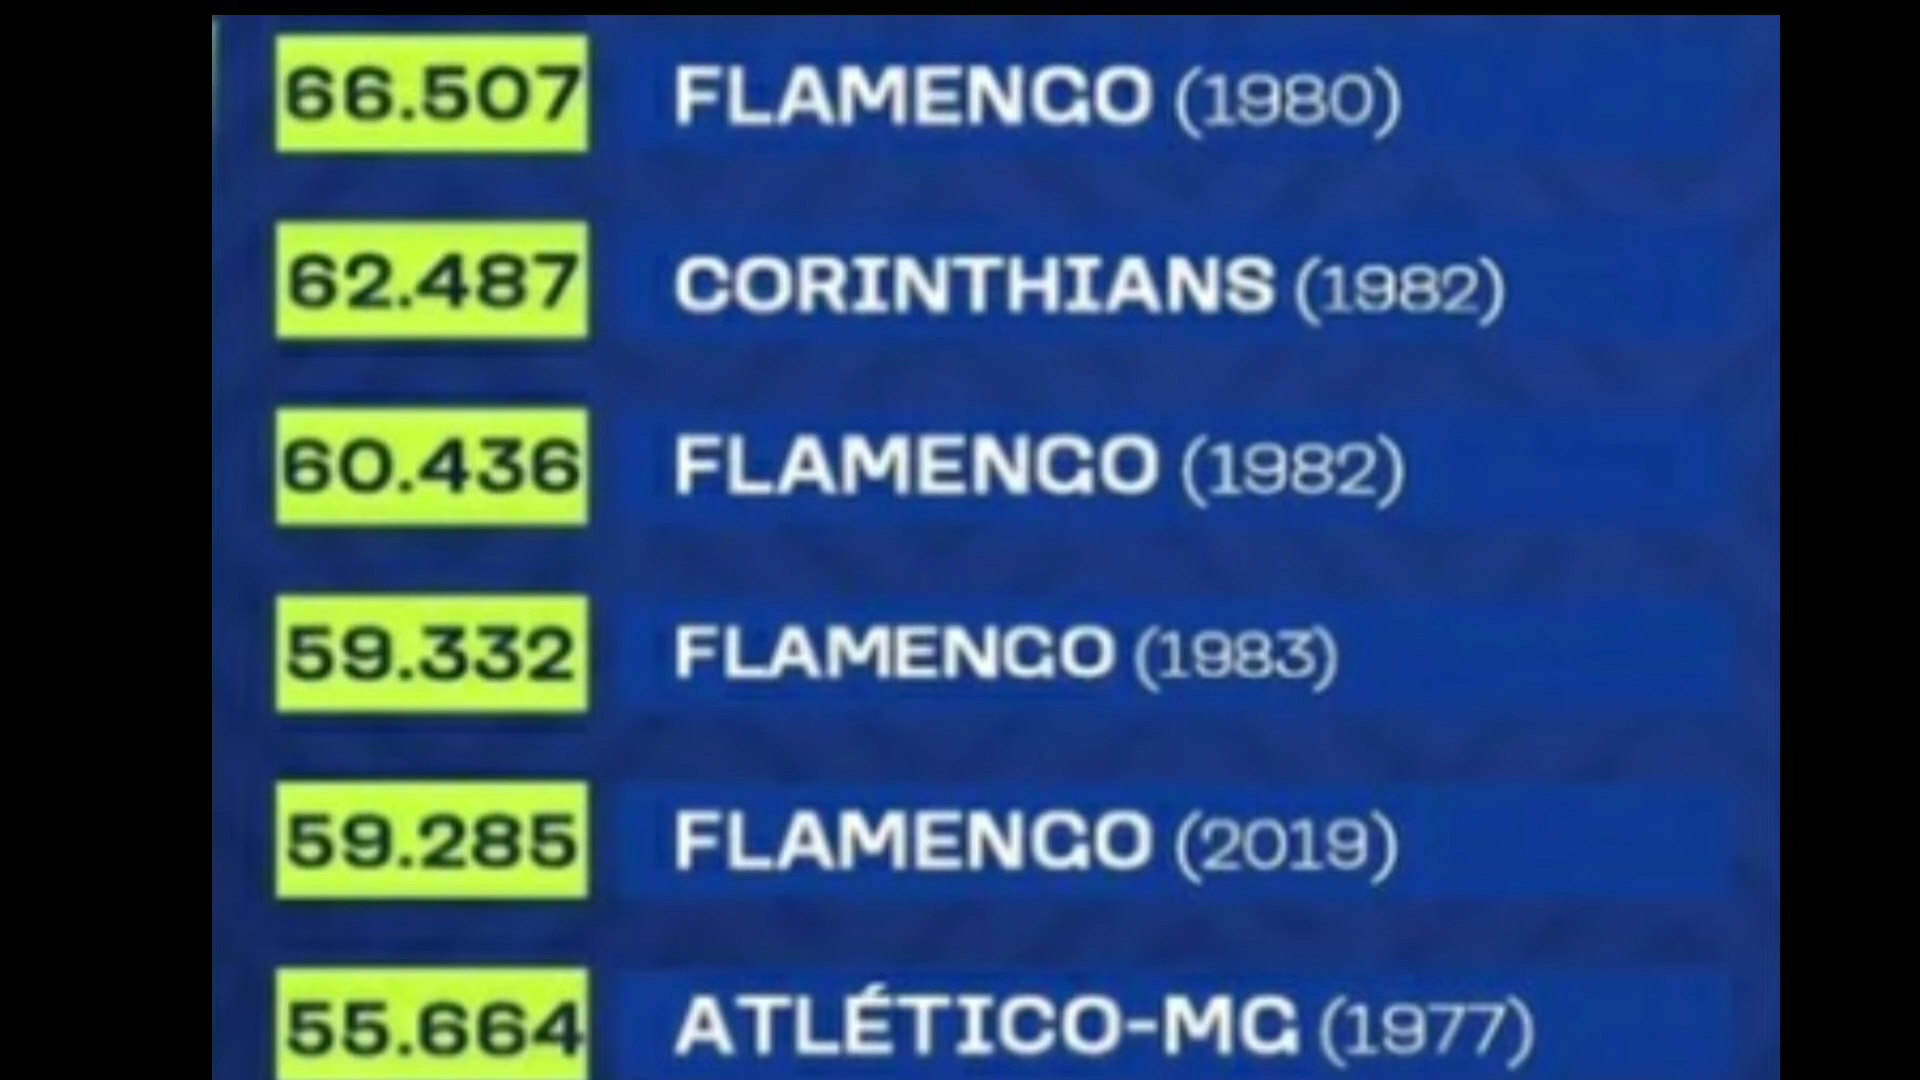 66.507 FLAMENGO (1980)
62.487 CORINTHIANS (1982)
60.436 FLAMENGO (1982)
59.332 FLAMENGO (1983)
59.285 FLAMENGO (2019)
55.664 ATLÉTICO-MG (1977)